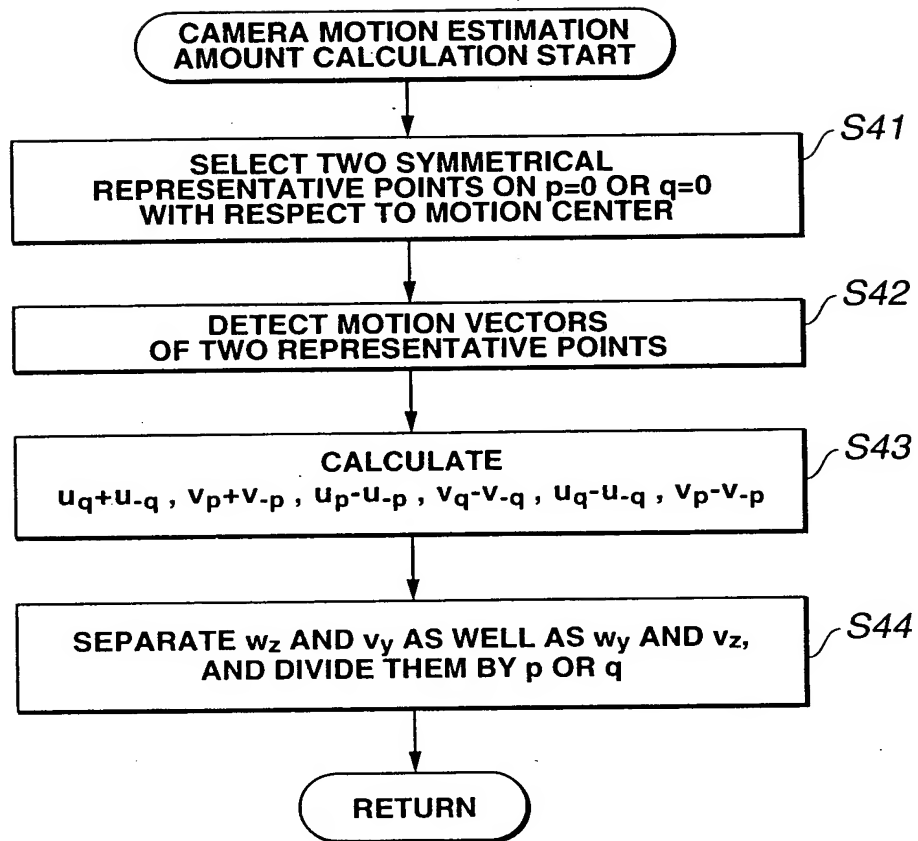 CAMERA MOTION ESTIMATION
AMOUNT CALCULATION START
S41
SELECT TWO SYMMETRICAL
REPRESENTATIVE POINTS ON p=0 OR q=0
WITH RESPECT TO MOTION CENTER
S42
DETECT MOTION VECTORS
OF TWO REPRESENTATIVE POINTS
S43
CALCULATE
uq+u-q , vp+v-p , up-u-p , vq-v-q , uq-u-q , vp-v-p
S44
SEPARATE wz AND vy AS WELL AS wy AND vz,
AND DIVIDE THEM BY p OR q
RETURN